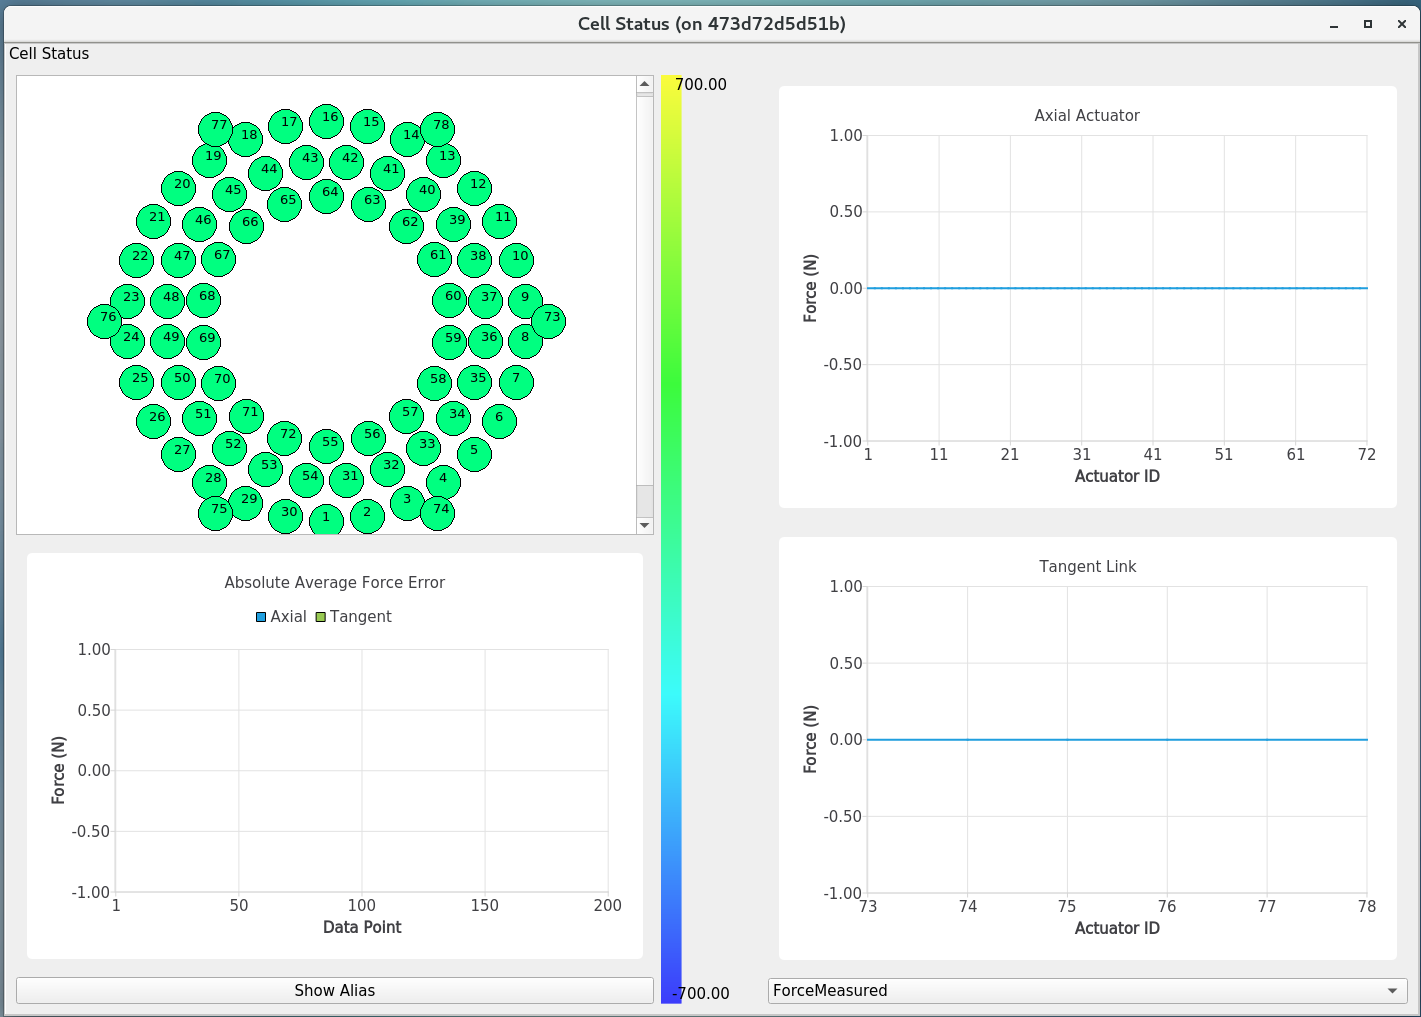 Cell Status (on 473d72d5d51b)
Cell Status
16
17 15
77 78
18 14
43 42
19 13
44 41
20 12
45 64 40
65 63
21 11
46 39
66 62
22 47 67 61 38 10
23 48 68 60 37 9
76 73
24 49 69 59 36 8
25 50 70 58 35 7
26 51 71 57 34 6
72 56
27 52 55 33 5
53 32
28 54 31 4
29 3
75 30 1 2 74
700.00
-700.00
Absolute Average Force Error
Axial Tangent
1.00
0.50
0.00
-0.50
-1.00
Force (N)
1 50 100 150 200
Data Point
Show Alias
Axial Actuator
1.00
0.50
0.00
-0.50
-1.00
Force (N)
1 11 21 31 41 51 61 72
Actuator ID
Tangent Link
1.00
0.50
0.00
-0.50
-1.00
Force (N)
73 74 75 76 77 78
Actuator ID
ForceMeasured